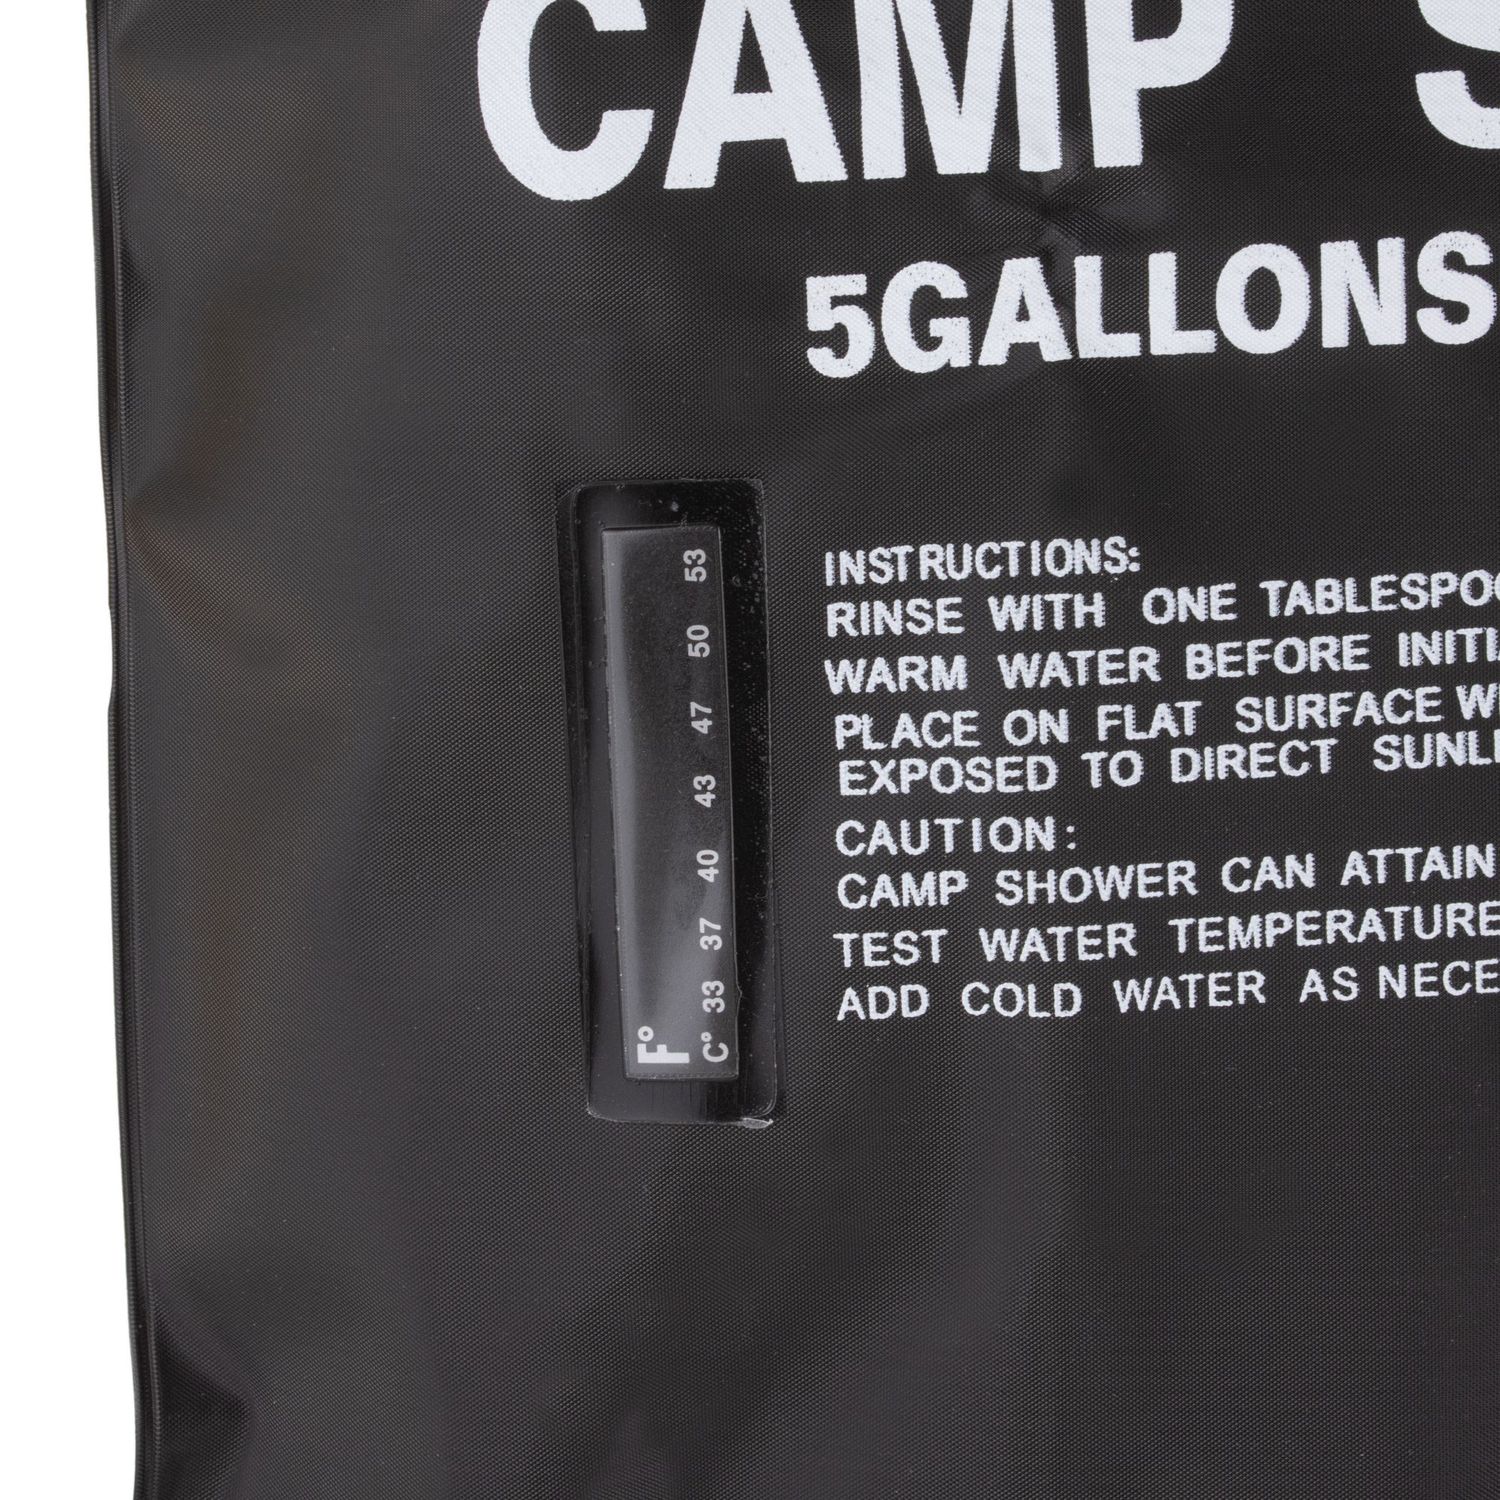 CAMP S
5GALLONS
53
50
47
43
40
37
33
F°
C°
INSTRUCTIONS:
RINSE WITH ONE TABLESPOO
WARM WATER BEFORE INITI
PLACE ON FLAT SURFACE W
EXPOSED TO DIRECT SUNL
CAUTION:
CAMP SHOWER CAN ATTAIN
TEST WATER TEMPERATURE
ADD COLD WATER AS NECE